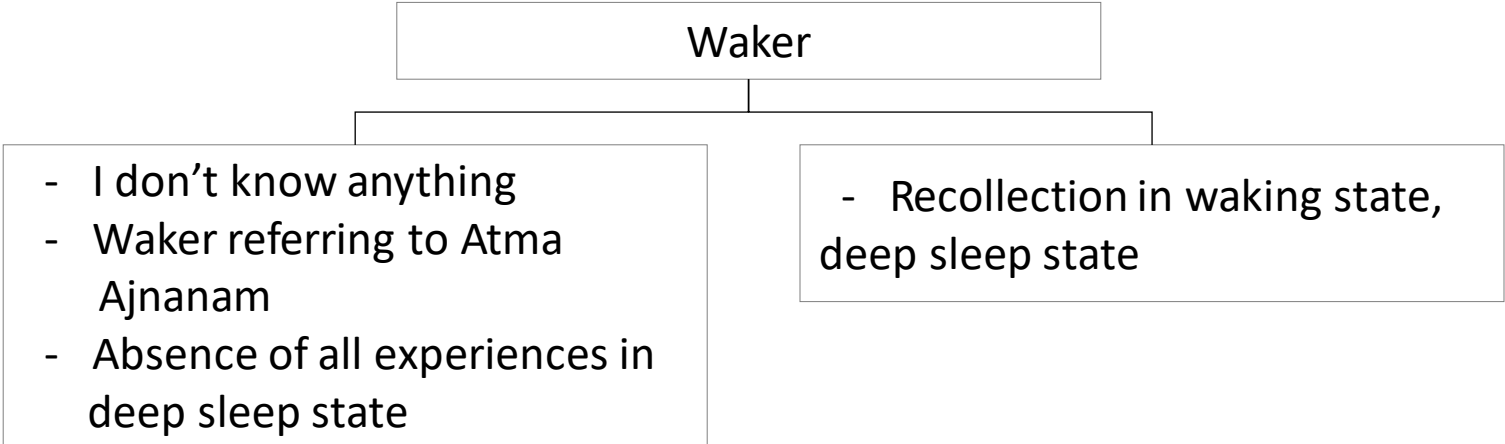 Waker
- I don’t know anything
- Waker referring to Atma
Ajnanam
- Absence of all experiences in
deep sleep state
- Recollection in waking state,
deep sleep state